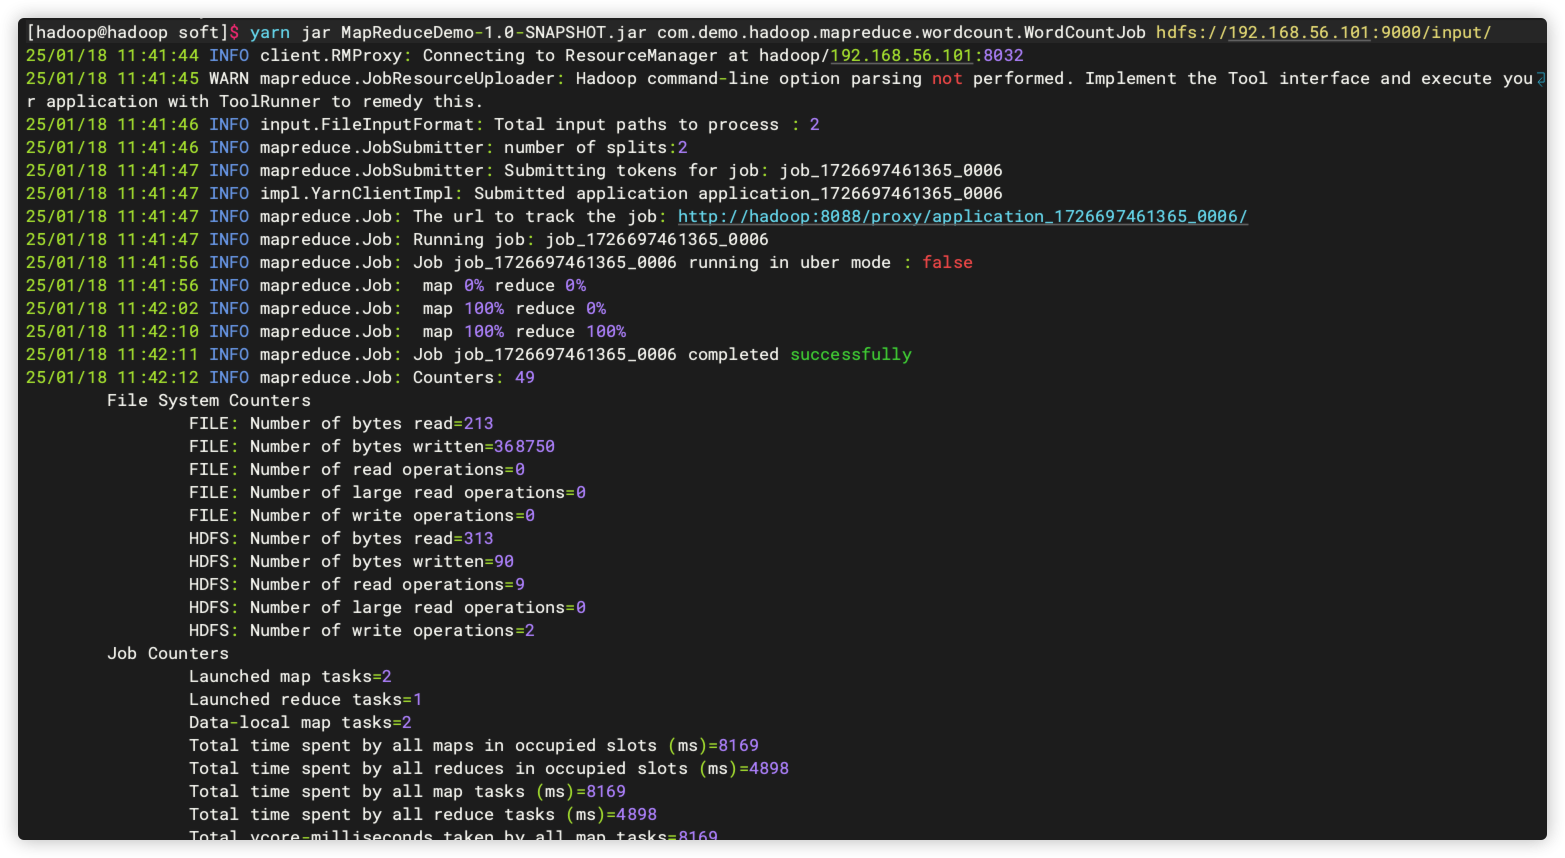 [hadoop@hadoop soft]$ yarn jar MapReduceDemo-1.0-SNAPSHOT.jar com.demo.hadoop.mapreduce.wordcount.WordCountJob hdfs://192.168.56.101:9000/input/
25/01/18 11:41:44 INFO client.RMProxy: Connecting to ResourceManager at hadoop/192.168.56.101:8032
25/01/18 11:41:45 WARN mapreduce.JobResourceUploader: Hadoop command-line option parsing not performed. Implement the Tool interface and execute you
r application with ToolRunner to remedy this.
25/01/18 11:41:46 INFO input.FileInputFormat: Total input paths to process : 2
25/01/18 11:41:46 INFO mapreduce.JobSubmitter: number of splits:2
25/01/18 11:41:47 INFO mapreduce.JobSubmitter: Submitting tokens for job: job_1726697461365_0006
25/01/18 11:41:47 INFO impl.YarnClientImpl: Submitted application application_1726697461365_0006
25/01/18 11:41:47 INFO mapreduce.Job: The url to track the job: http://hadoop:8088/proxy/application_1726697461365_0006/
25/01/18 11:41:47 INFO mapreduce.Job: Running job: job_1726697461365_0006
25/01/18 11:41:56 INFO mapreduce.Job: Job job_1726697461365_0006 running in uber mode : false
25/01/18 11:41:56 INFO mapreduce.Job:  map 0% reduce 0%
25/01/18 11:42:02 INFO mapreduce.Job:  map 100% reduce 0%
25/01/18 11:42:10 INFO mapreduce.Job:  map 100% reduce 100%
25/01/18 11:42:11 INFO mapreduce.Job: Job job_1726697461365_0006 completed successfully
25/01/18 11:42:12 INFO mapreduce.Job: Counters: 49
File System Counters
FILE: Number of bytes read=213
FILE: Number of bytes written=368750
FILE: Number of read operations=0
FILE: Number of large read operations=0
FILE: Number of write operations=0
HDFS: Number of bytes read=313
HDFS: Number of bytes written=90
HDFS: Number of read operations=9
HDFS: Number of large read operations=0
HDFS: Number of write operations=2
Job Counters
Launched map tasks=2
Launched reduce tasks=1
Data-local map tasks=2
Total time spent by all maps in occupied slots (ms)=8169
Total time spent by all reduces in occupied slots (ms)=4898
Total time spent by all map tasks (ms)=8169
Total time spent by all reduce tasks (ms)=4898
Total vcore-milliseconds taken by all map tasks=8169